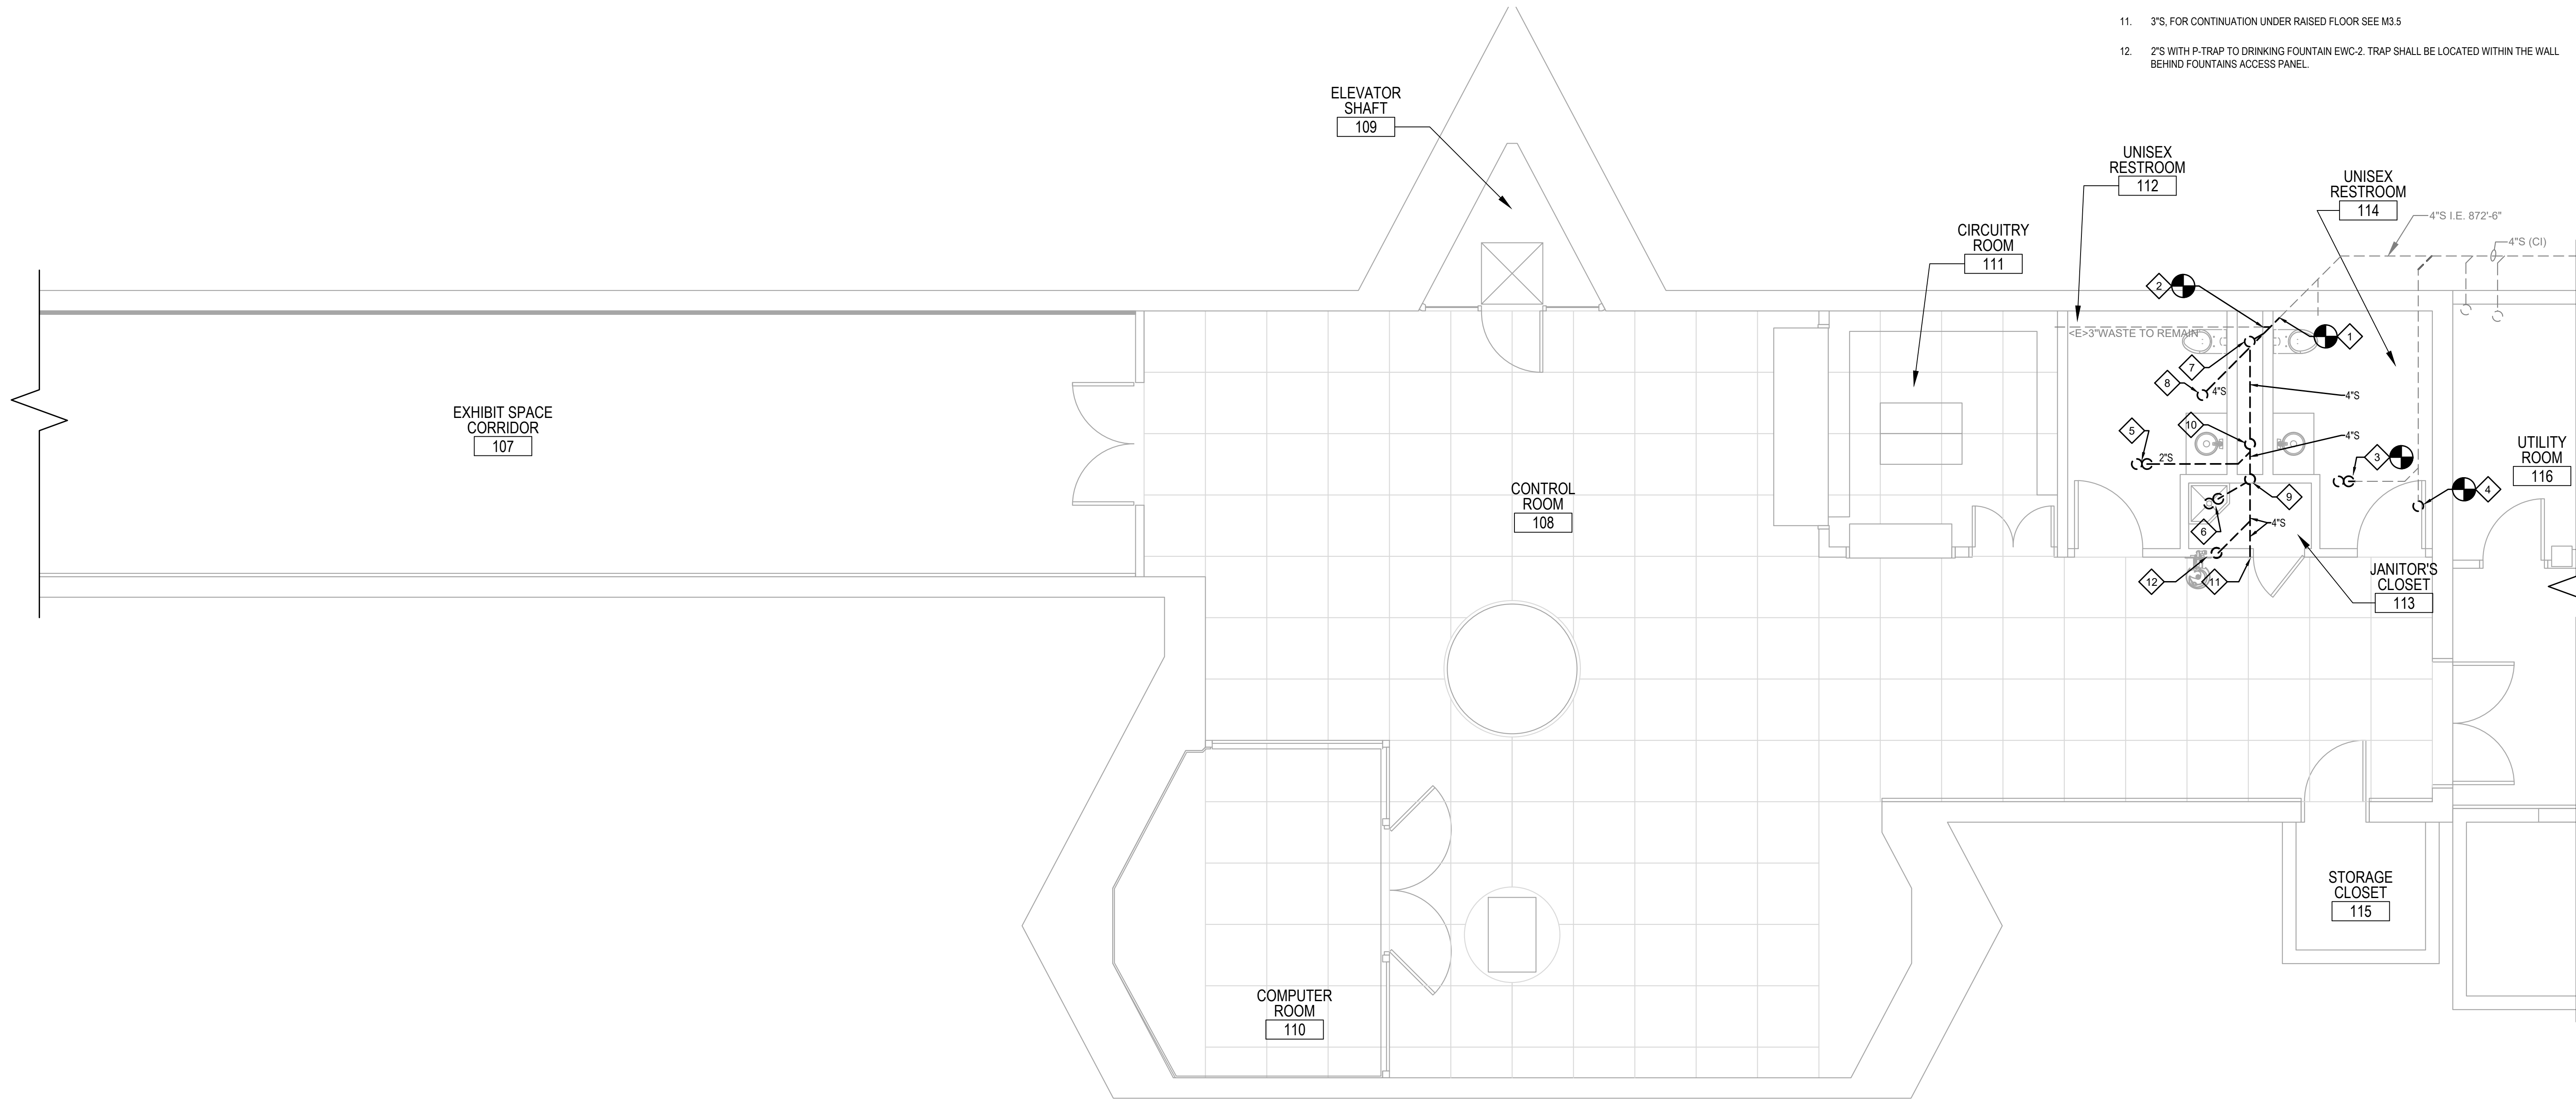 11. 3"S, FOR CONTINUATION UNDER RAISED FLOOR SEE M3.5
12. 2"S WITH P-TRAP TO DRINKING FOUNTAIN EWC-2. TRAP SHALL BE LOCATED WITHIN THE WALL
BEHIND FOUNTAINS ACCESS PANEL.
ELEVATOR
SHAFT
109
UNISEX
RESTROOM
112
UNISEX
RESTROOM
114
4"S I.E. 872'-6"
4"S (CI)
CIRCUITRY
ROOM
111
2
1
<E>3"WASTE TO REMAIN
7
8
4"S
4"S
EXHIBIT SPACE
CORRIDOR
107
5
10
4"S
2"S
3
UTILITY
ROOM
116
CONTROL
ROOM
108
4
9
6
4"S
12
11
JANITOR'S
CLOSET
113
STORAGE
CLOSET
115
COMPUTER
ROOM
110